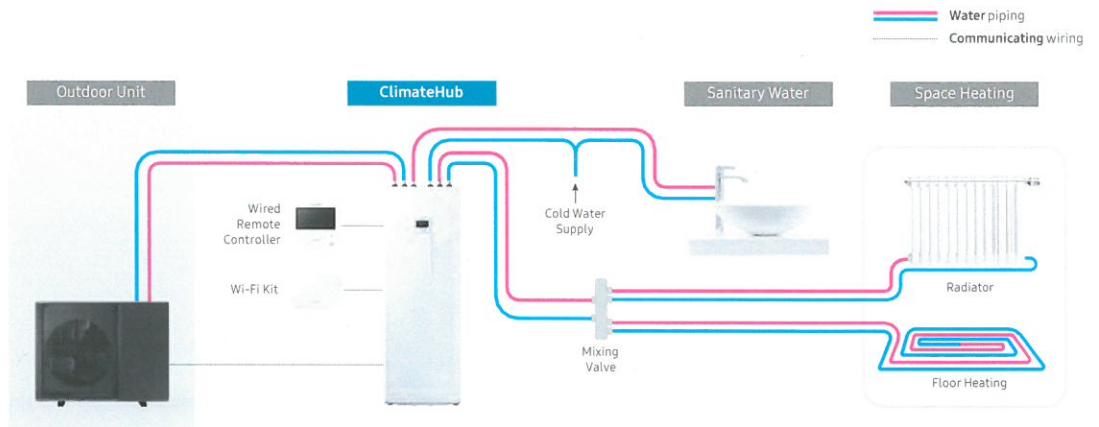 Water piping
Communicating wiring
Outdoor Unit
ClimateHub
Sanitary Water
Space Heating
Wired
Remote
Controller
Cold Water
Supply
Wi-Fi Kit
Radiator
Mixing
Valve
Floor Heating